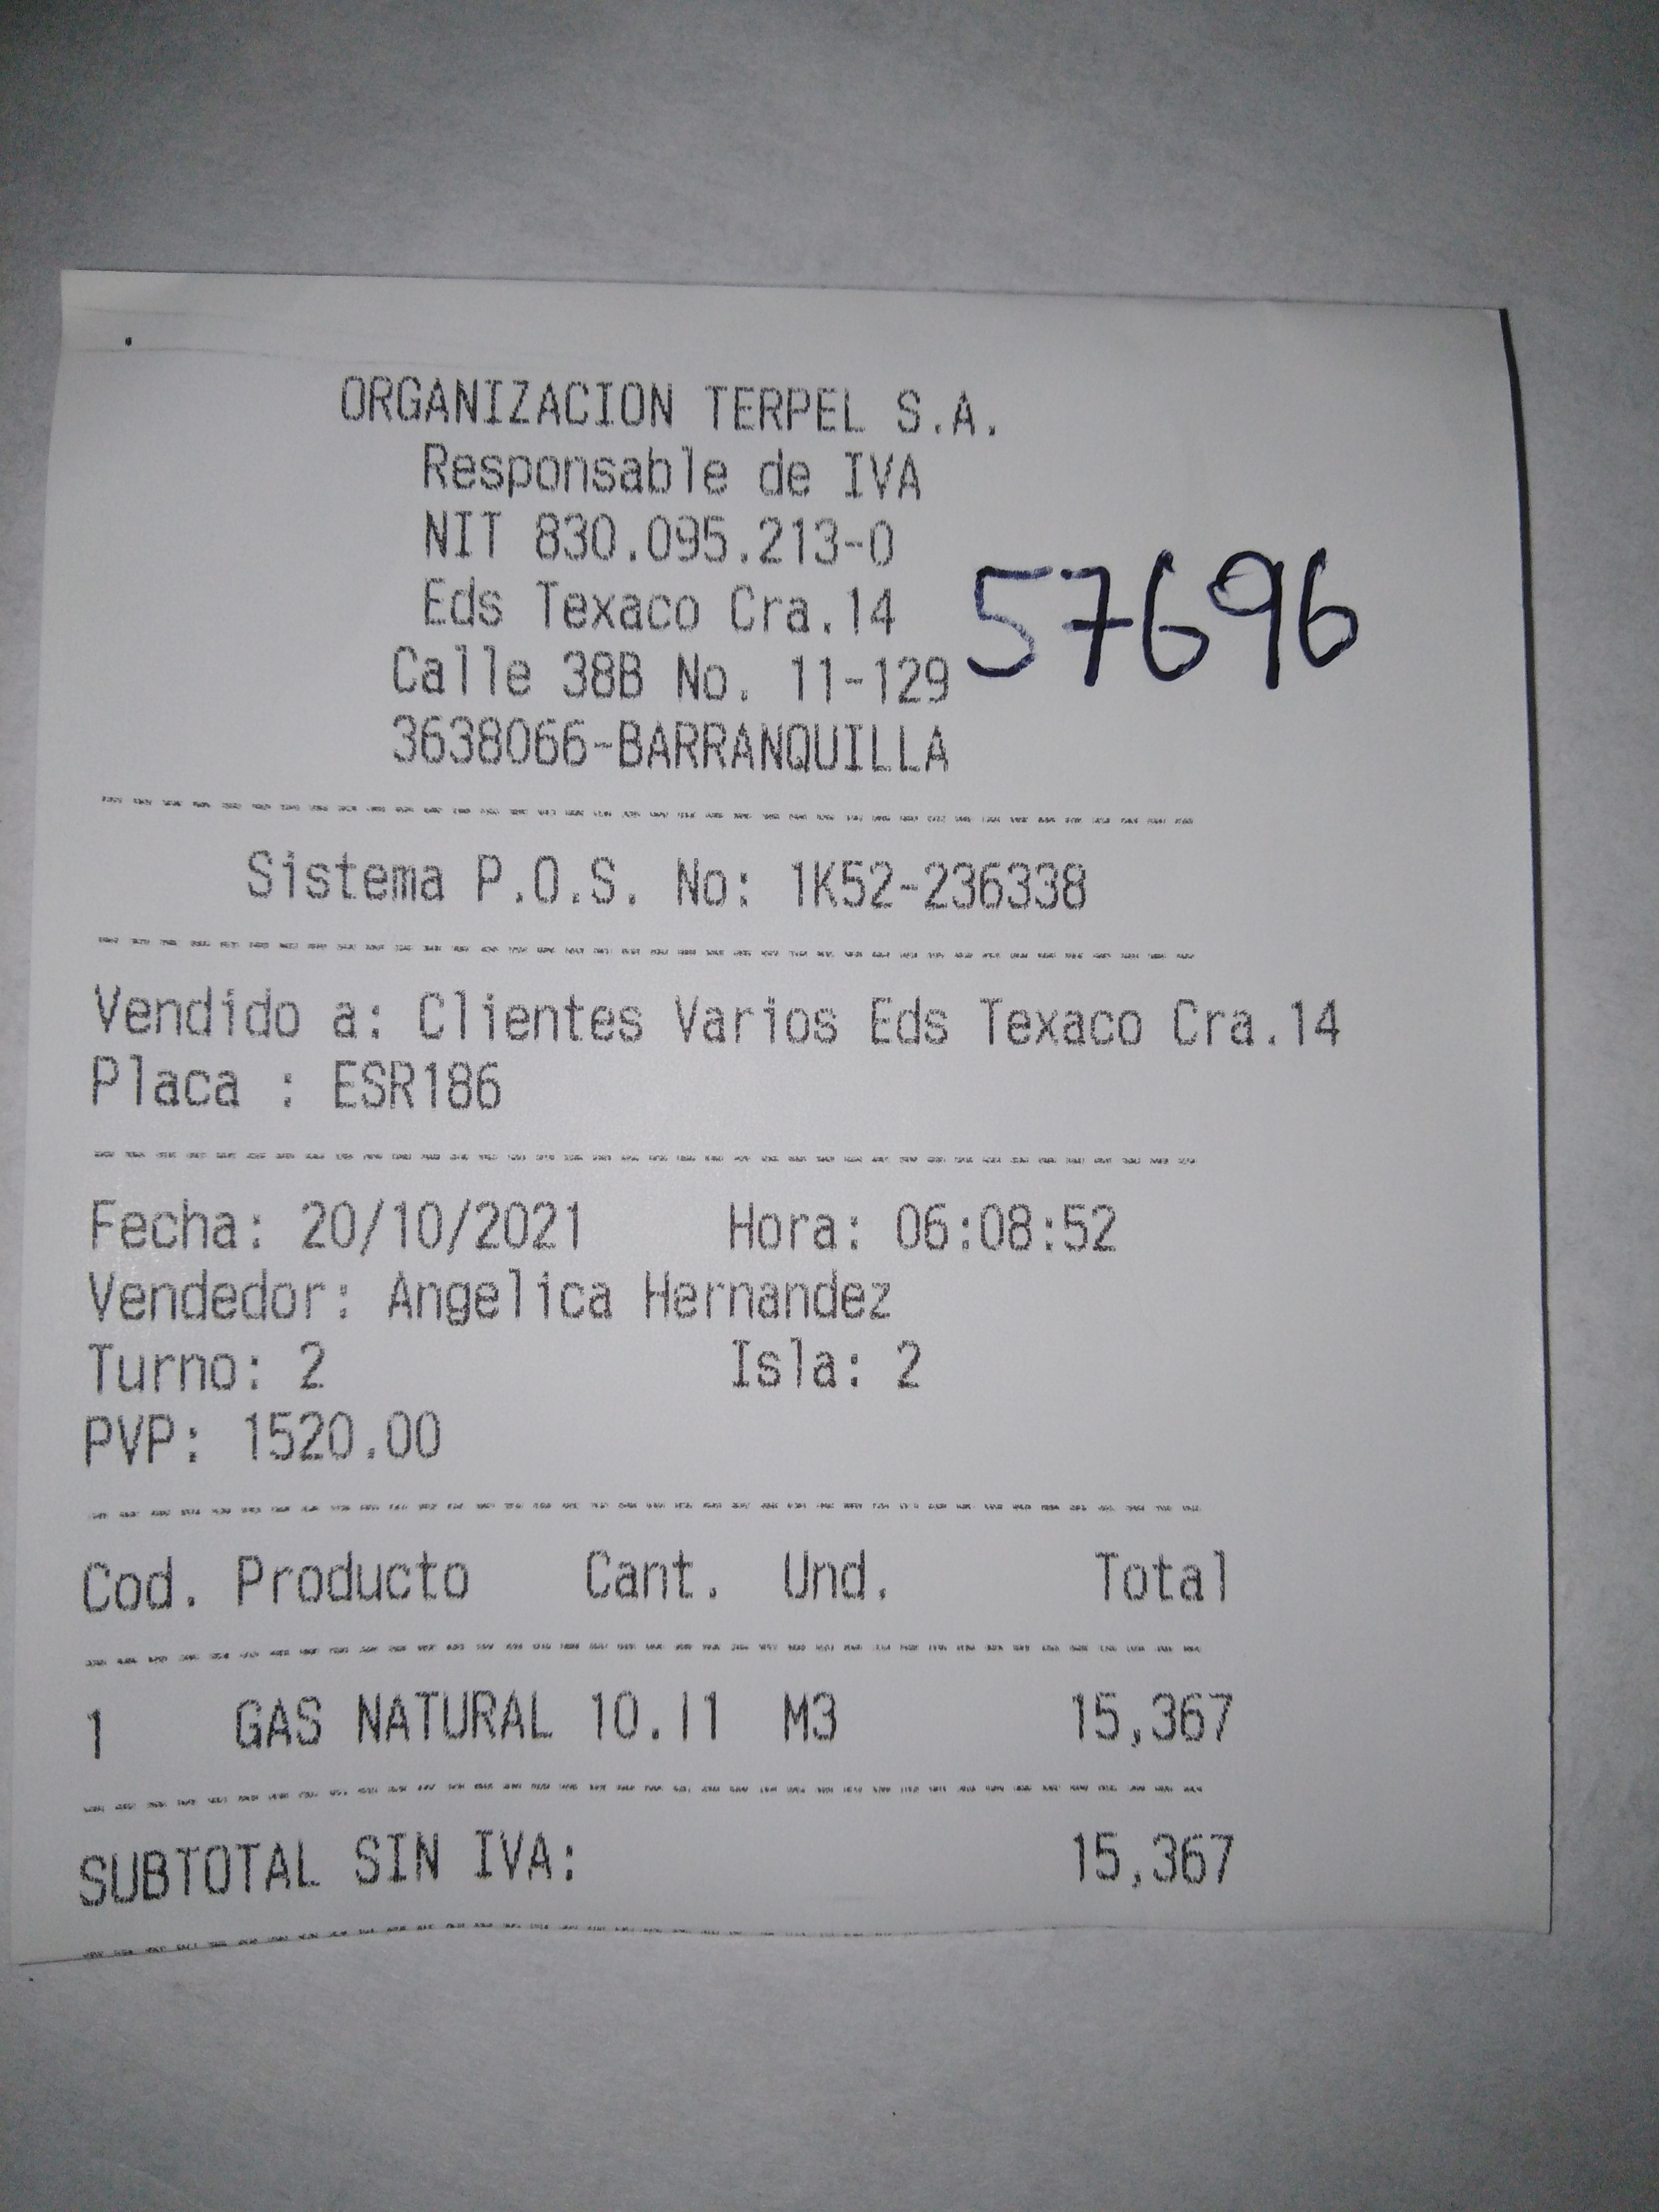 ORGANIZACION TERPEL S.A.
Responsable de IVA
NIT 830.095.213-0
Eds Texaco Cra.14
57696
Calle 38B No. 11-129
3638066-BARRANQUILLA
Sistema P.O.S. No: 1K52-236338
Vendido a: Clientes Varios Eds Texaco Cra.14
Placa : ESR186
Fecha: 20/10/2021 Hora: 06:08:52
Vendedor: Angelica Hernandez
Turno: 2 Isla: 2
PVP: 1520.00
Cod. Producto Cant. Und. Total
1 GAS NATURAL 10.11 M3 15,367
SUBTOTAL SIN IVA: 15,367